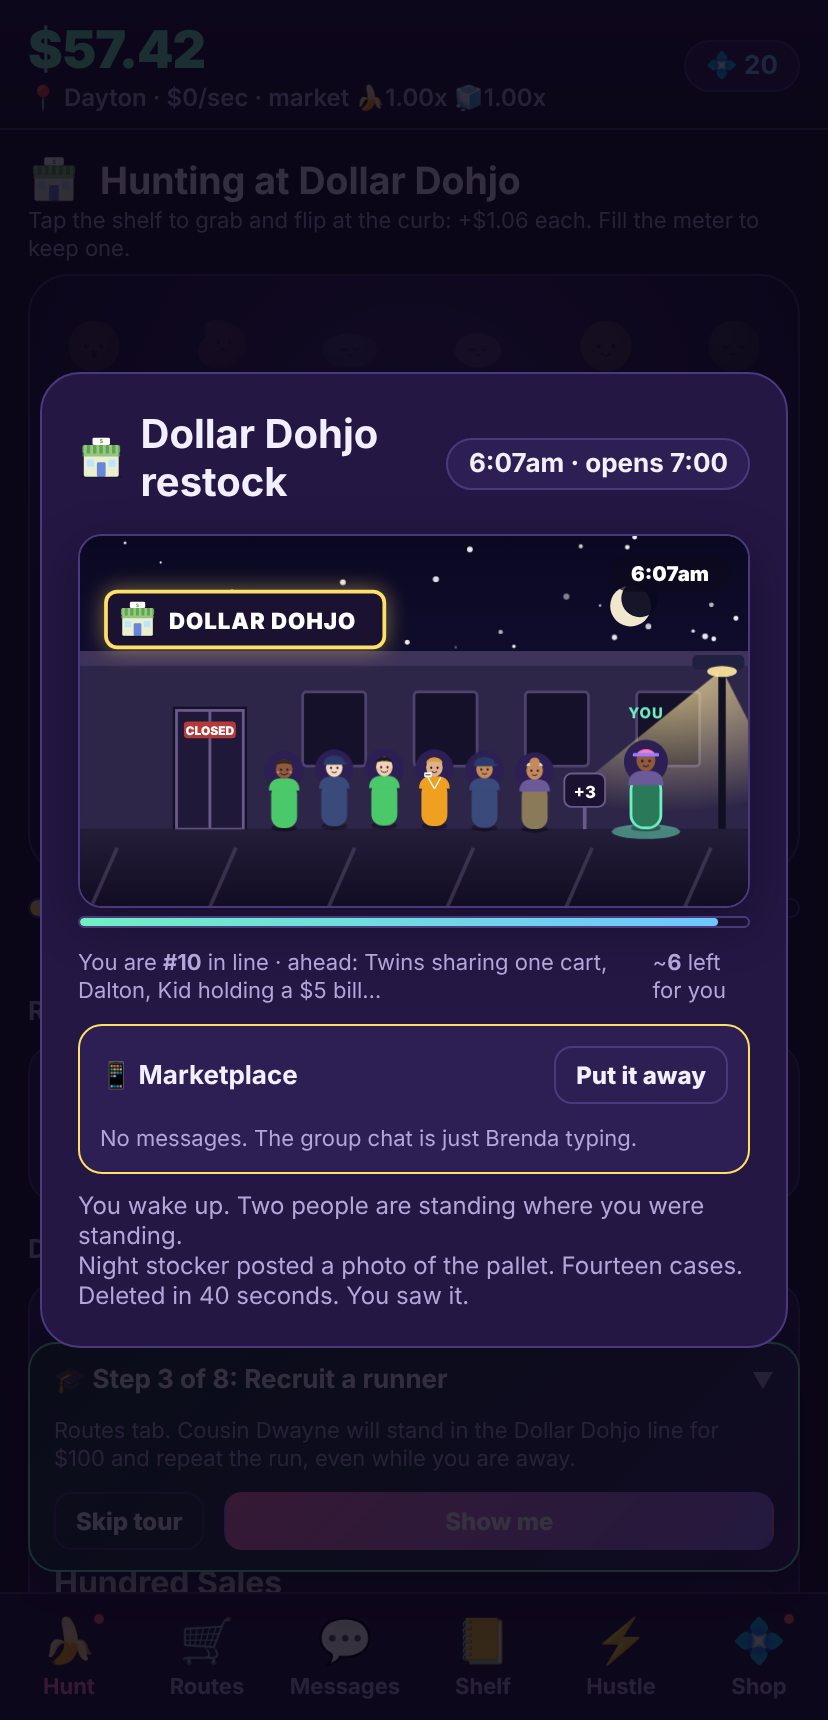 $57.42
Dayton · $0/sec · market 1.00x 1.00x
20
Hunting at Dollar Dohjo
Tap the shelf to grab and flip at the curb: +$1.06 each. Fill the meter to
keep one.
Dollar Dohjo
restock
6:07am · opens 7:00
6:07am
DOLLAR DOHJO
YOU
CLOSED
+3
You are #10 in line · ahead: Twins sharing one cart,
Dalton, Kid holding a $5 bill...
~6 left
for you
Marketplace
Put it away
No messages. The group chat is just Brenda typing.
You wake up. Two people are standing where you were
standing.
Night stocker posted a photo of the pallet. Fourteen cases.
Deleted in 40 seconds. You saw it.
Step 3 of 8: Recruit a runner
Routes tab. Cousin Dwayne will stand in the Dollar Dohjo line for
$100 and repeat the run, even while you are away.
Skip tour
Show me
Hundred Sales
Hunt
Routes
Messages
Shelf
Hustle
Shop